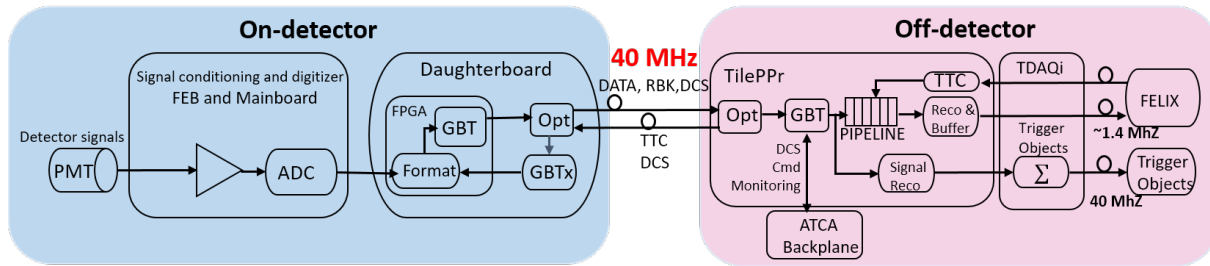 On-detector
Off-detector
40 MHz
Signal conditioning and digitizer
FEB and Mainboard
Daughterboard
DATA, RBK,DCS
TilePPr
TDAQi
TTC
FELIX
FPGA
GBT
Opt
Opt
GBT
PIPELINE
Reco &
Buffer
~1.4 MhZ
Detector signals
PMT
ADC
Format
GBTx
TTC
DCS
DCS
Cmd
Monitoring
Signal
Reco
Trigger
Objects
Σ
Trigger
Objects
40 MhZ
ATCA
Backplane